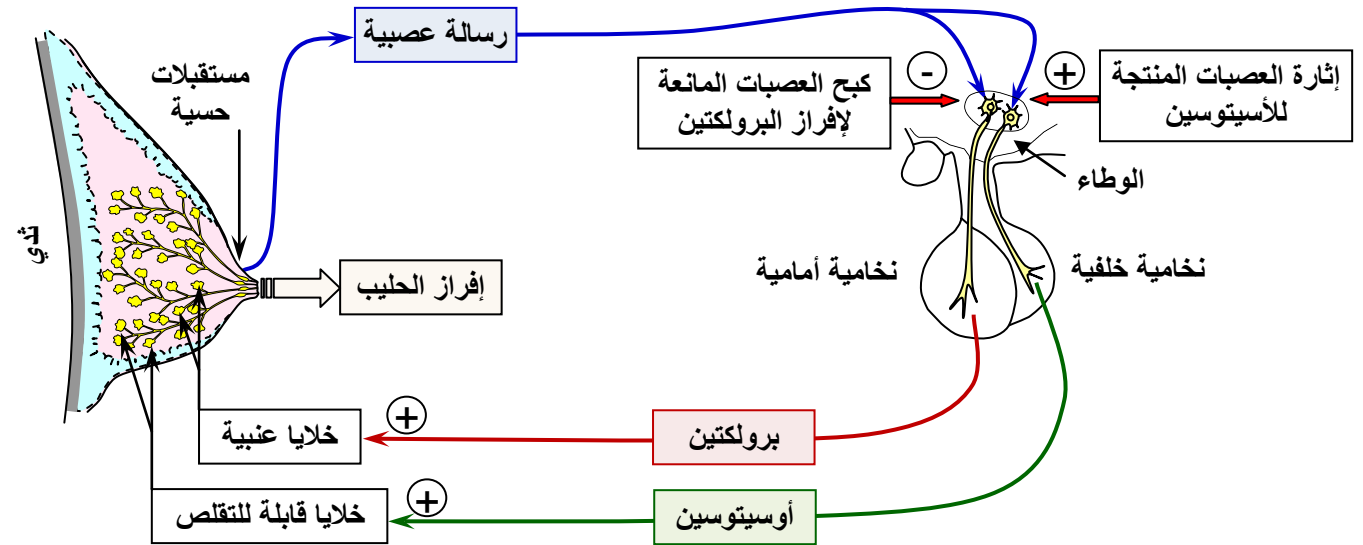 رسالة عصبية
مستقبلات
حسية
كبح العصبات المانعة
لإفراز البرولكتين
-
+
إثارة العصبات المنتجة
للأسيتوسين
الوطاء
ثدي
إفراز الحليب
نخامية أمامية
نخامية خلفية
خلايا عنبية
+
برولكتين
خلايا قابلة للتقلص
+
أوسيتوسين